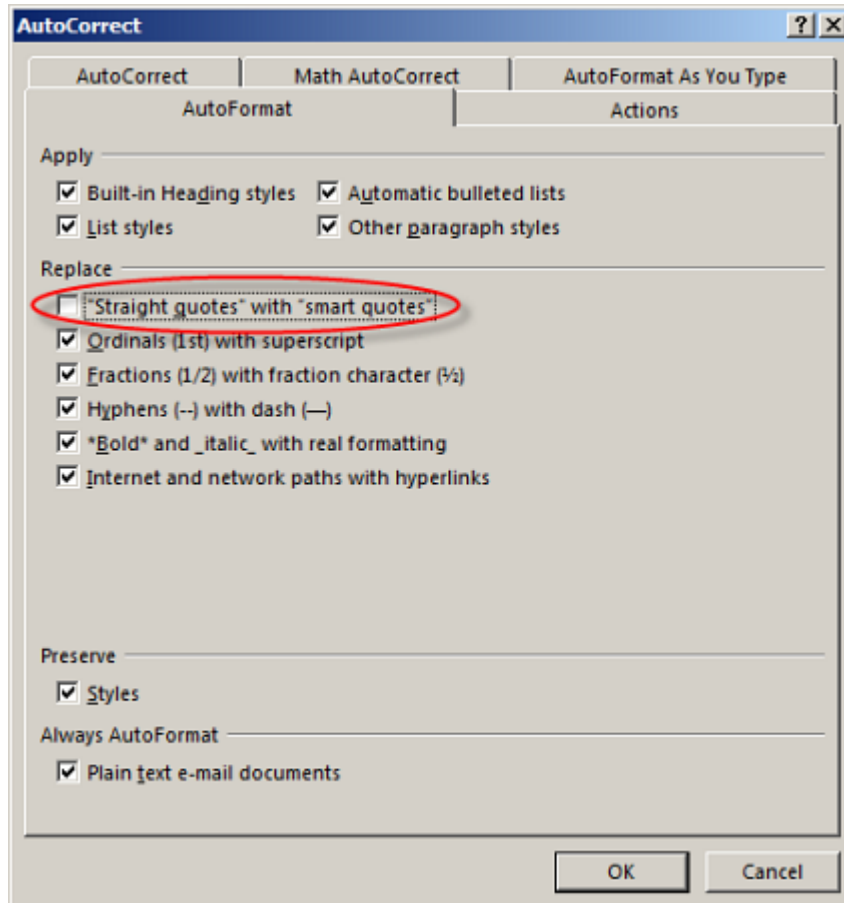 AutoCorrect
AutoCorrect Math AutoCorrect AutoFormat As You Type
AutoFormat Actions
Apply
Built-in Heading styles Automatic bulleted lists
List styles Other paragraph styles
Replace
"Straight quotes" with "smart quotes"
Ordinals (1st) with superscript
Fractions (1/2) with fraction character (½)
Hyphens (--) with dash (—)
*Bold* and _italic_ with real formatting
Internet and network paths with hyperlinks
Preserve
Styles
Always AutoFormat
Plain text e-mail documents
OK Cancel